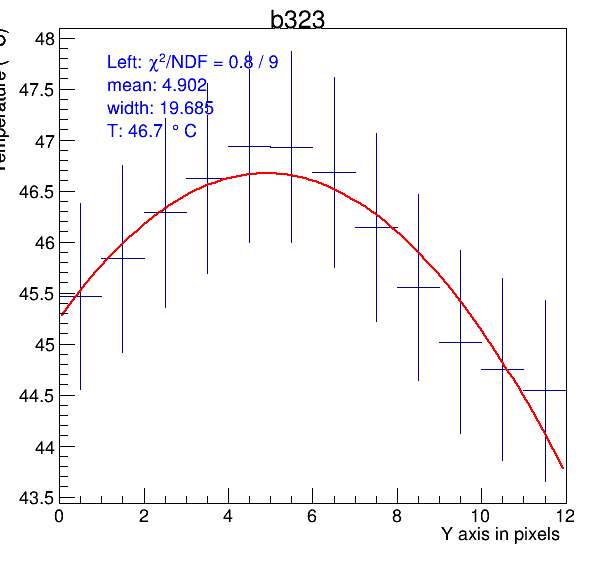 b323
Temperature (°C)
Left: χ²/NDF = 0.8 / 9
mean: 4.902
width: 19.685
T: 46.7 °C
48
47.5
47
46.5
46
45.5
45
44.5
44
43.5
0 2 4 6 8 10 12
Y axis in pixels